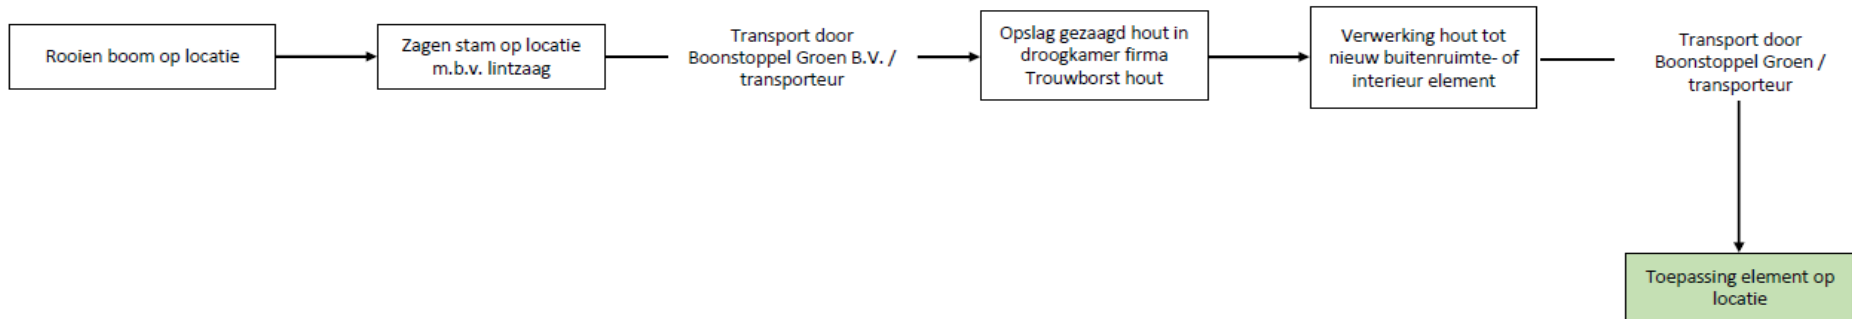 Rooien boom op locatie
Zagen stam op locatie
m.b.v. lintzaag
Transport door
Boonstoppel Groen B.V. /
transporteur
Opslag gezaagd hout in
droogkamer firma
Trouwborst hout
Verwerking hout tot
nieuw buitenruimte- of
interieur element
Transport door
Boonstoppel Groen /
transporteur
Toepassing element op
locatie